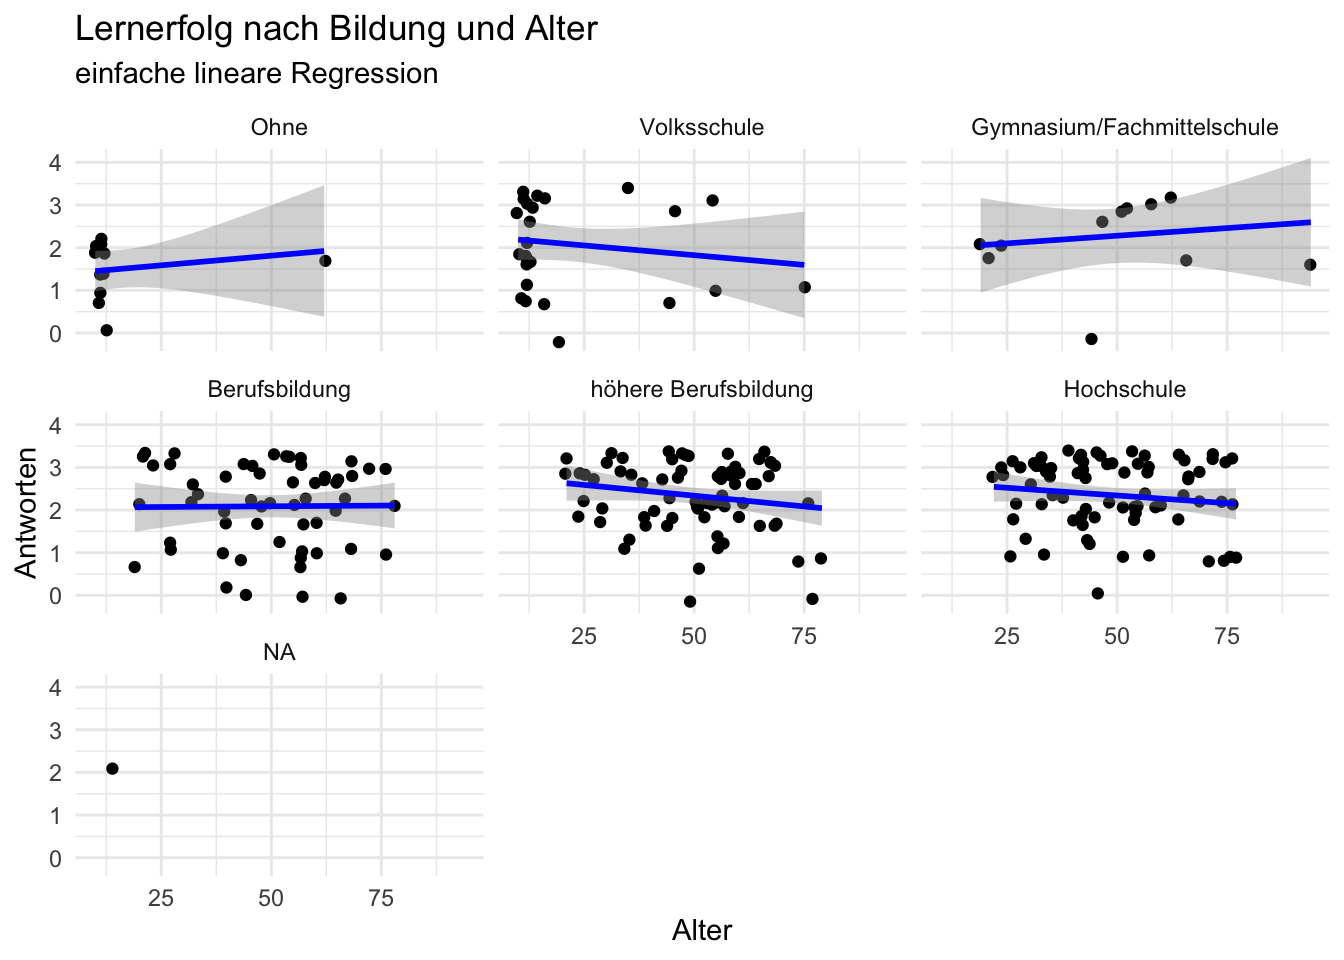 Lernerfolg nach Bildung und Alter
einfache lineare Regression
Ohne
Volksschule
Gymnasium/Fachmittelschule
4
3
2
1
0
Berufsbildung
höhere Berufsbildung
Hochschule
4
3
2
1
0
25 50 75
25 50 75
NA
4
3
2
1
0
25 50 75
Antworten
Alter